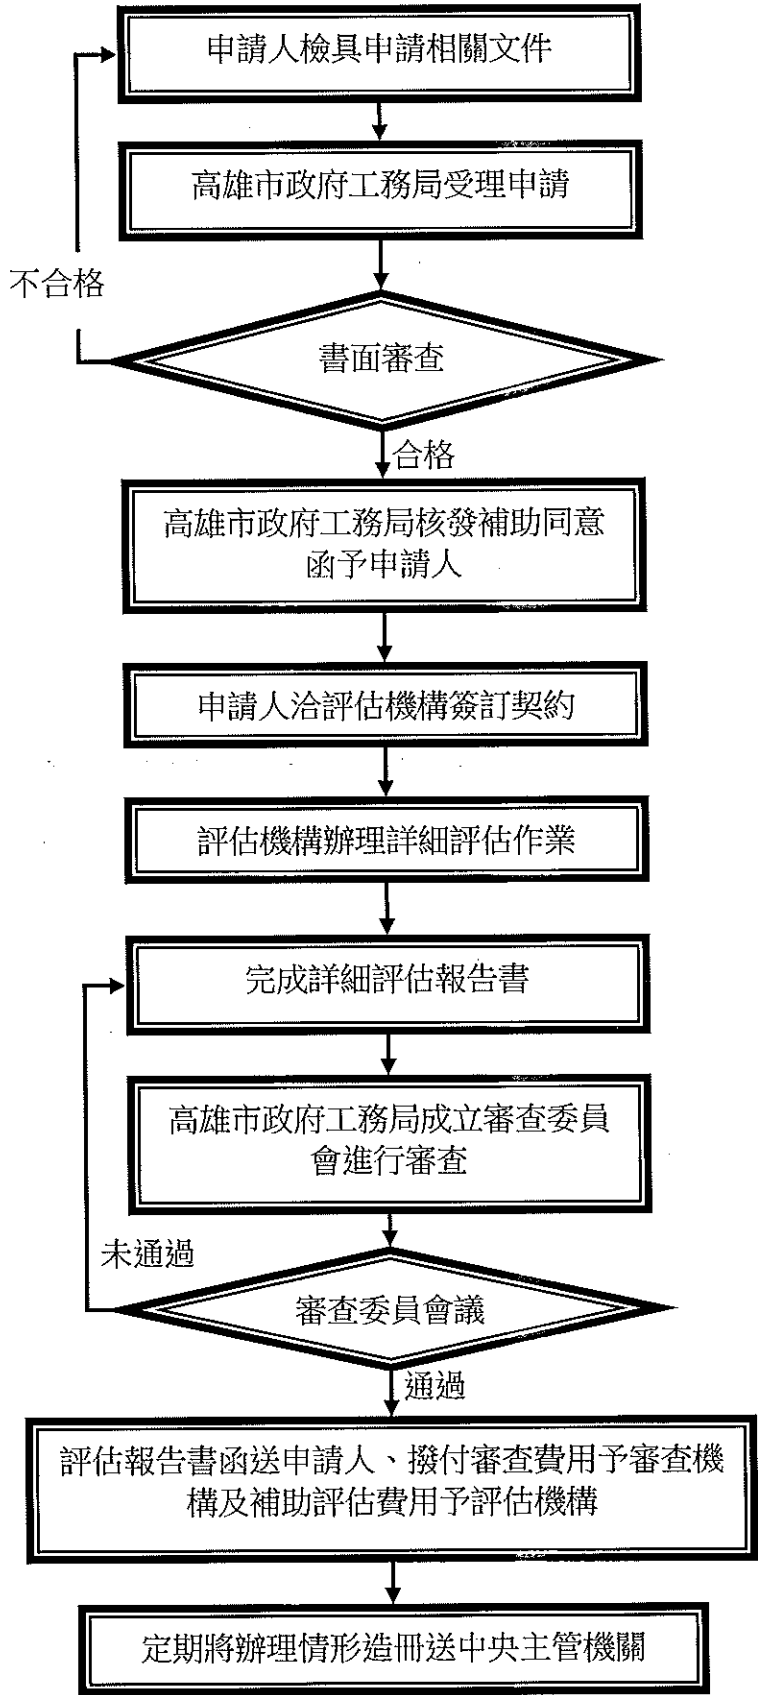 申請人檢具申請相關文件
高雄市政府工務局受理申請
不合格
書面審查
合格
高雄市政府工務局核發補助同意
函予申請人
申請人洽評估機構簽訂契約
評估機構辦理詳細評估作業
完成詳細評估報告書
高雄市政府工務局成立審查委員
會進行審查
未通過
審查委員會議
通過
評估報告書函送申請人、撥付審查費用予審查機
構及補助評估費用予評估機構
定期將辦理情形造冊送中央主管機關